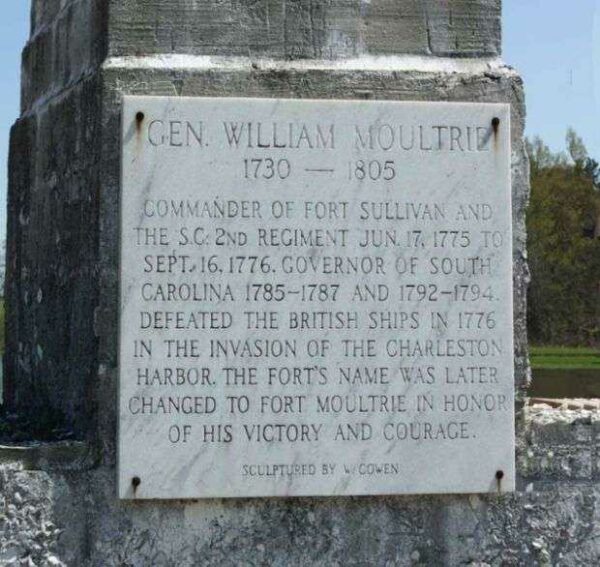 GEN. WILLIAM MOULTRIE
1730 — 1805
COMMANDER OF FORT SULLIVAN AND
THE S.C. 2ND REGIMENT JUN. 17, 1775 TO
SEPT. 16, 1776. GOVERNOR OF SOUTH
CAROLINA 1785–1787 AND 1792–1794.
DEFEATED THE BRITISH SHIPS IN 1776
IN THE INVASION OF THE CHARLESTON
HARBOR. THE FORT'S NAME WAS LATER
CHANGED TO FORT MOULTRIE IN HONOR
OF HIS VICTORY AND COURAGE.
SCULPTURED BY W. COWEN